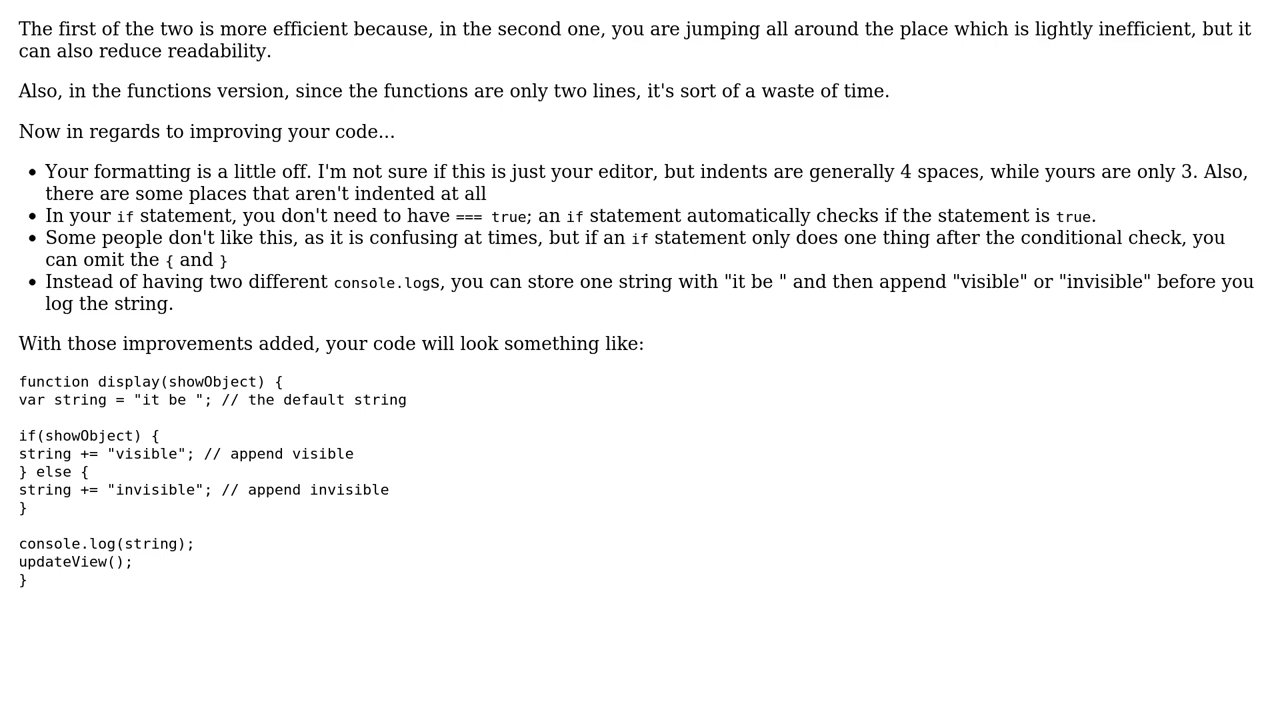 The first of the two is more efficient because, in the second one, you are jumping all around the place which is lightly inefficient, but it
can also reduce readability.
Also, in the functions version, since the functions are only two lines, it's sort of a waste of time.
Now in regards to improving your code...
• Your formatting is a little off. I'm not sure if this is just your editor, but indents are generally 4 spaces, while yours are only 3. Also,
there are some places that aren't indented at all
• In your if statement, you don't need to have === true; an if statement automatically checks if the statement is true.
• Some people don't like this, as it is confusing at times, but if an if statement only does one thing after the conditional check, you
can omit the { and }
• Instead of having two different console.logs, you can store one string with "it be " and then append "visible" or "invisible" before you
log the string.
With those improvements added, your code will look something like:
function display(showObject) {
var string = "it be "; // the default string
if(showObject) {
string += "visible"; // append visible
} else {
string += "invisible"; // append invisible
}
console.log(string);
updateView();
}